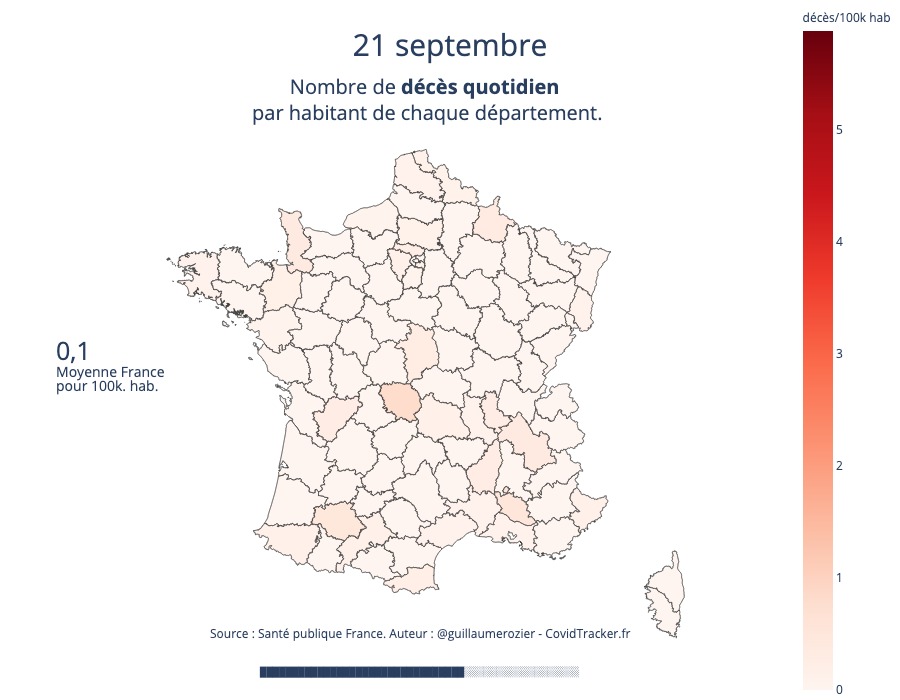 décès/100k hab
21 septembre
Nombre de décès quotidien
par habitant de chaque département.
5
4
3
2
1
0
0,1
Moyenne France
pour 100k. hab.
Source : Santé publique France. Auteur : @guillaumerozier - CovidTracker.fr